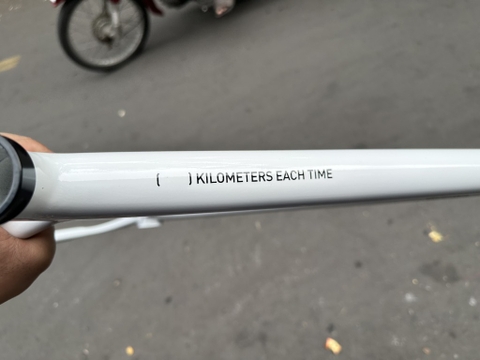 (      ) KILOMETERS EACH TIME